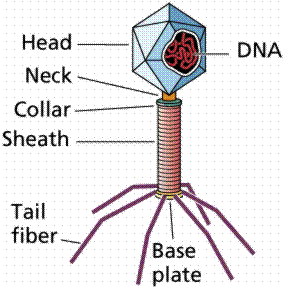 Head
DNA
Neck
Collar
Sheath
Tail
fiber
Base
plate